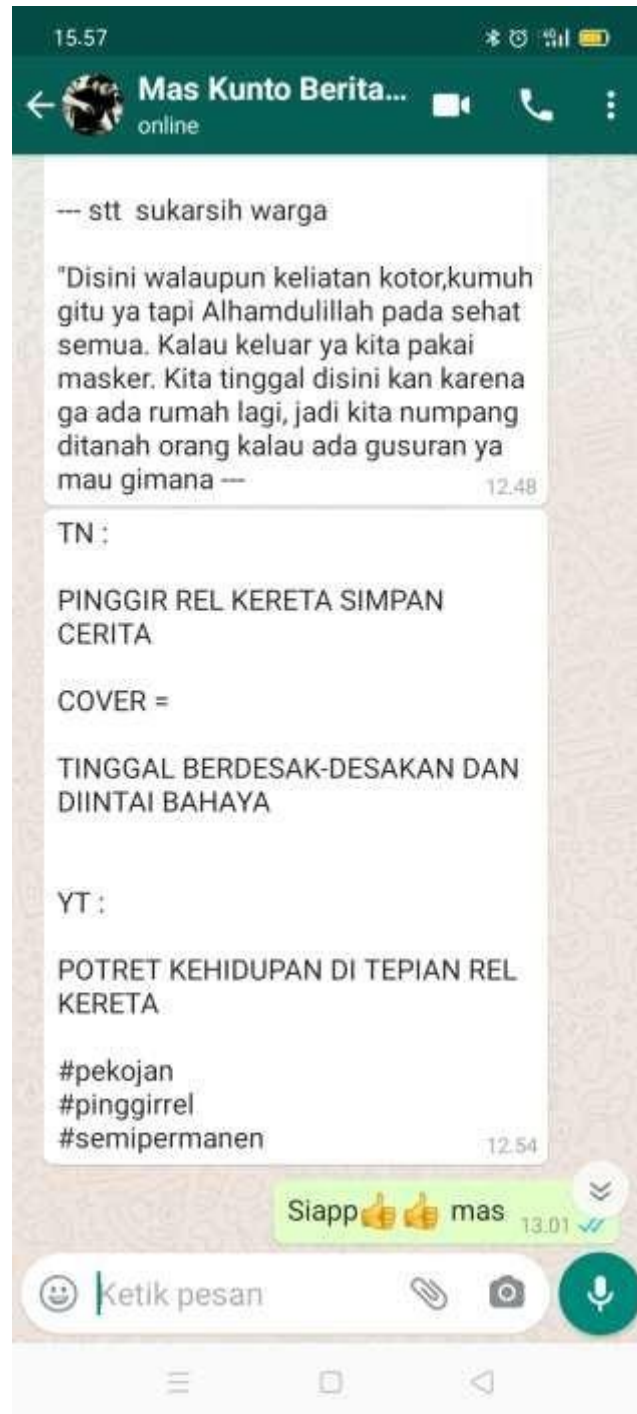 15.57
Mas Kunto Berita...
online
--- stt sukarsih warga
"Disini walaupun keliatan kotor,kumuh
gitu ya tapi Alhamdulillah pada sehat
semua. Kalau keluar ya kita pakai
masker. Kita tinggal disini kan karena
ga ada rumah lagi, jadi kita numpang
ditanah orang kalau ada gusuran ya
mau gimana ---
12.48
TN :
PINGGIR REL KERETA SIMPAN
CERITA
COVER =
TINGGAL BERDESAK-DESAKAN DAN
DIINTAI BAHAYA
YT :
POTRET KEHIDUPAN DI TEPIAN REL
KERETA
#pekojan
#pinggirrel
#semipermanen
12.54
Siapp👍👍 mas 13.01
Ketik pesan